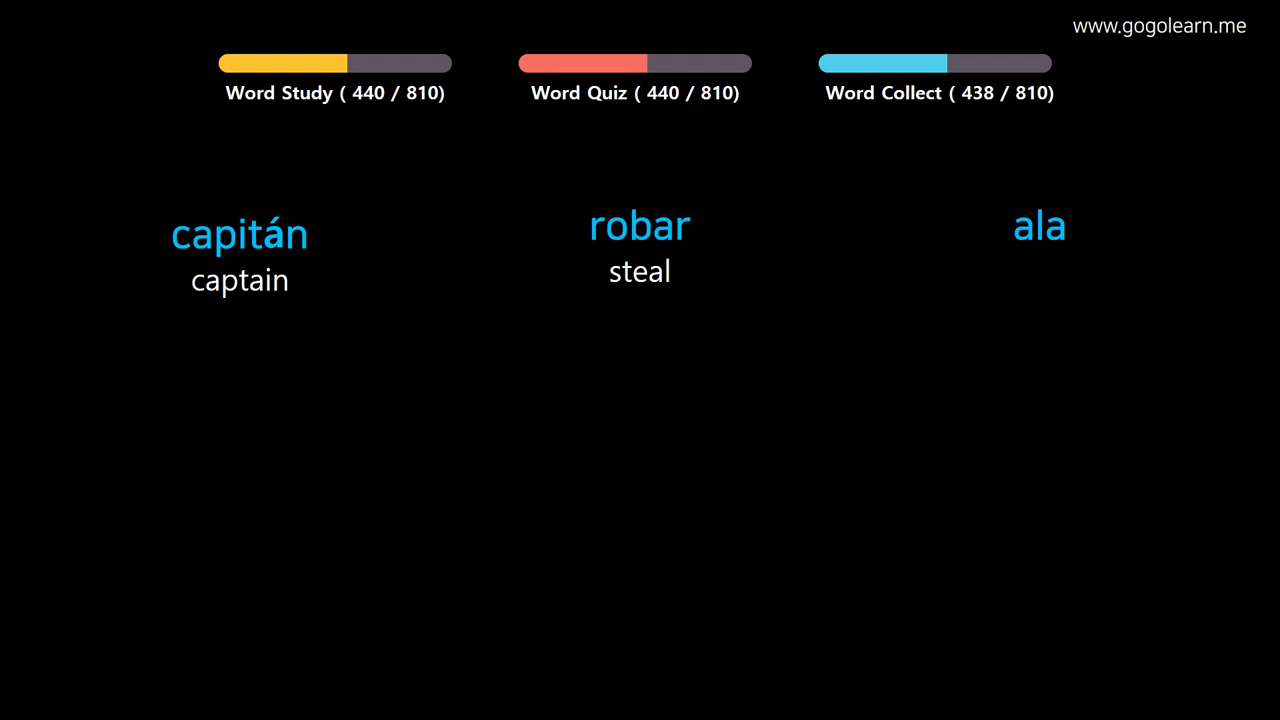 www.gogolearn.me
Word Study ( 440 / 810)
Word Quiz ( 440 / 810)
Word Collect ( 438 / 810)
capitán
captain
robar
steal
ala